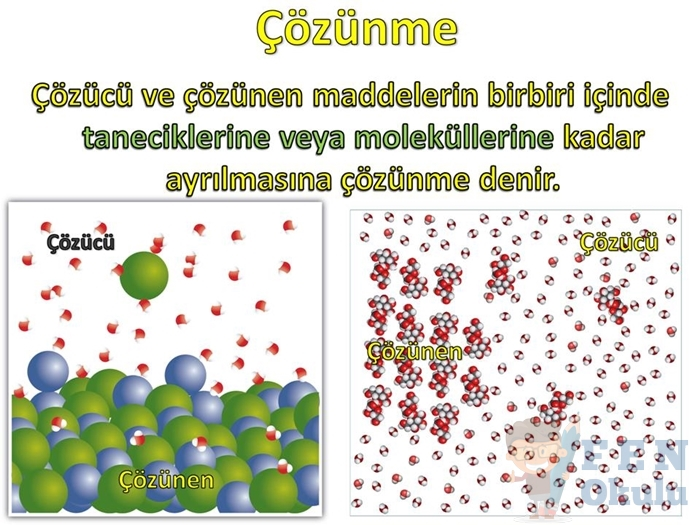 Çözünme
Çözücü ve çözünen maddelerin birbiri içinde
taneciklerine veya moleküllerine kadar
ayrılmasına çözünme denir.
Çözücü
Çözünen
Çözücü
Çözünen
FEN
Okulu